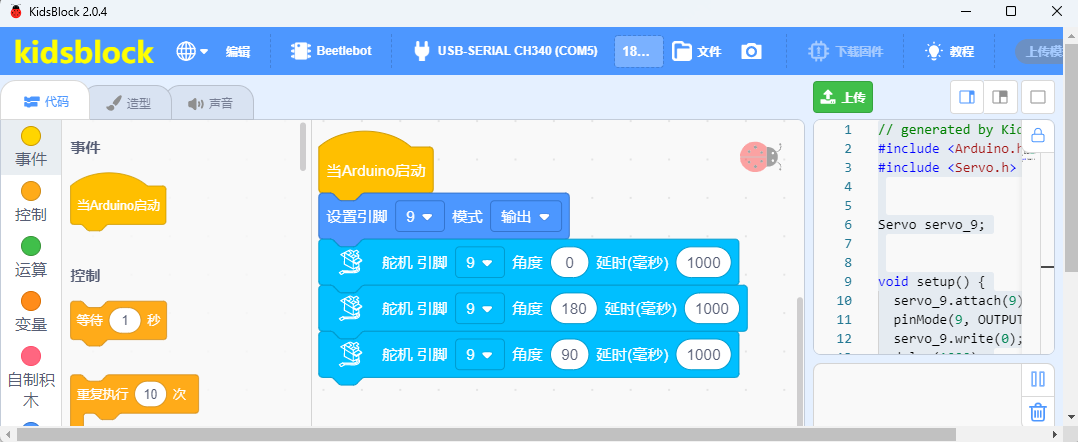 KidsBlock 2.0.4
kidsblock
编辑
Beetlebot
USB-SERIAL CH340 (COM5)
18...
文件
下载固件
教程
上传模
代码
造型
声音
上传
事件
控制
运算
变量
自制积
木
事件
当Arduino启动
控制
等待 1 秒
重复执行 10 次
当Arduino启动
设置引脚 9 模式 输出
舵机 引脚 9 角度 0 延时(毫秒) 1000
舵机 引脚 9 角度 180 延时(毫秒) 1000
舵机 引脚 9 角度 90 延时(毫秒) 1000
1 // generated by Kid
2 #include <Arduino.h
3 #include <Servo.h>
4
5
6 Servo servo_9;
7
8
9 void setup() {
10 servo_9.attach(9)
11 pinMode(9, OUTPUT
12 servo_9.write(0);